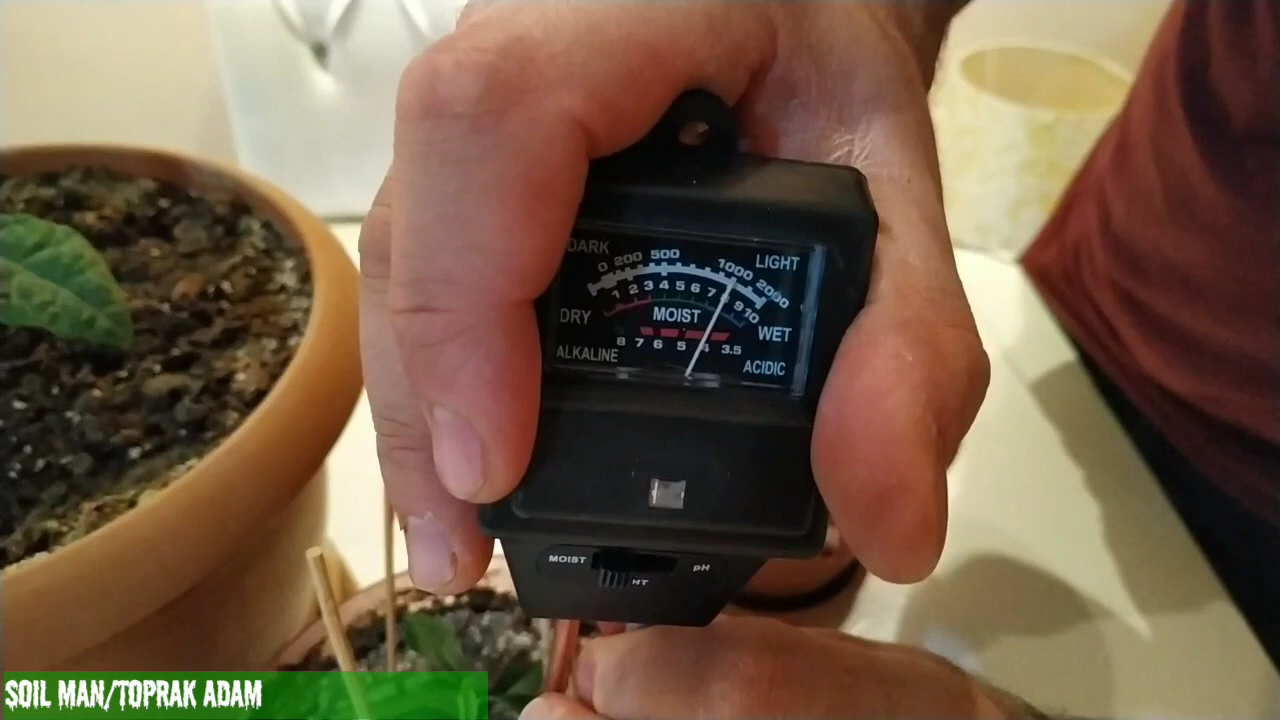 DARK LIGHT
0 200 500 1000 2000
1 2 3 4 5 6 7 9 10
DRY MOIST WET
8 7 6 5 4 3.5
ALKALINE ACIDIC
MOIST HT pH
SOIL MAN/TOPRAK ADAM